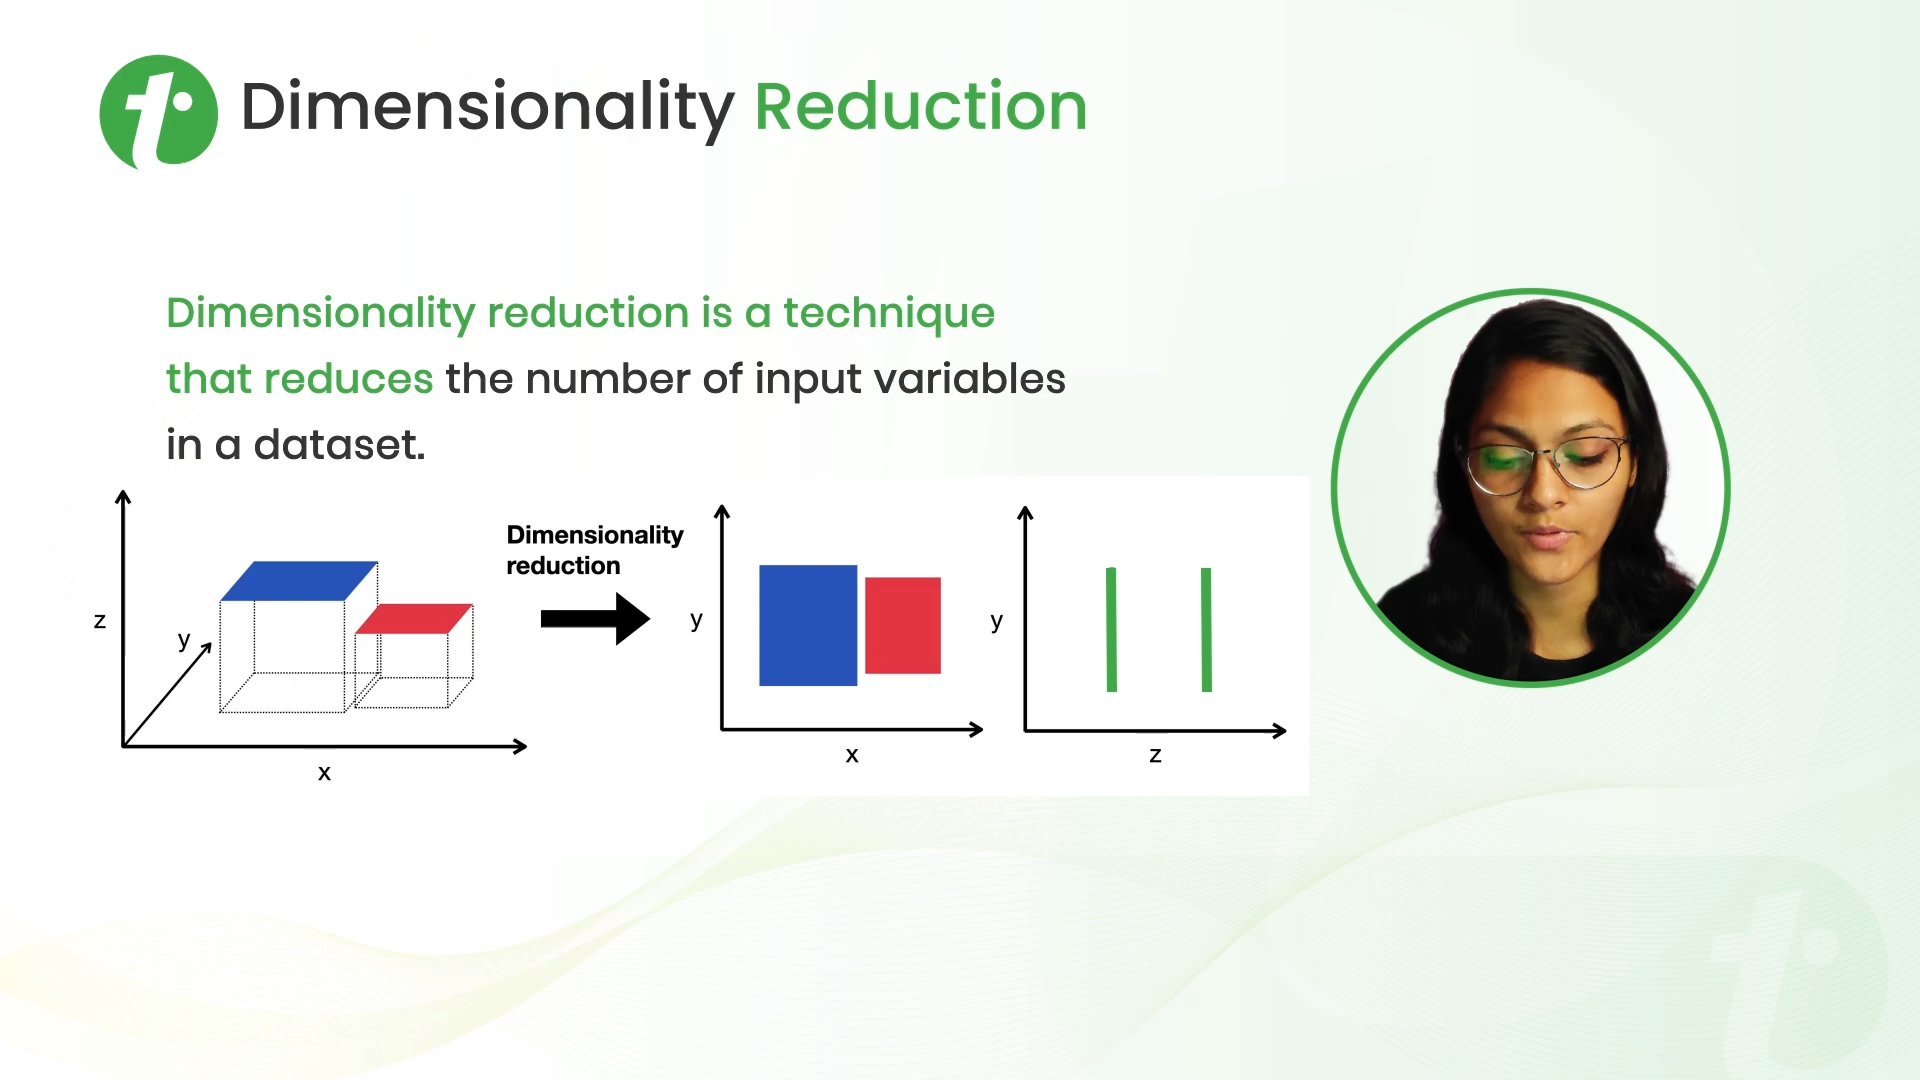 Dimensionality Reduction
Dimensionality reduction is a technique
that reduces the number of input variables
in a dataset.
z
y
x
Dimensionality
reduction
y
x
y
z